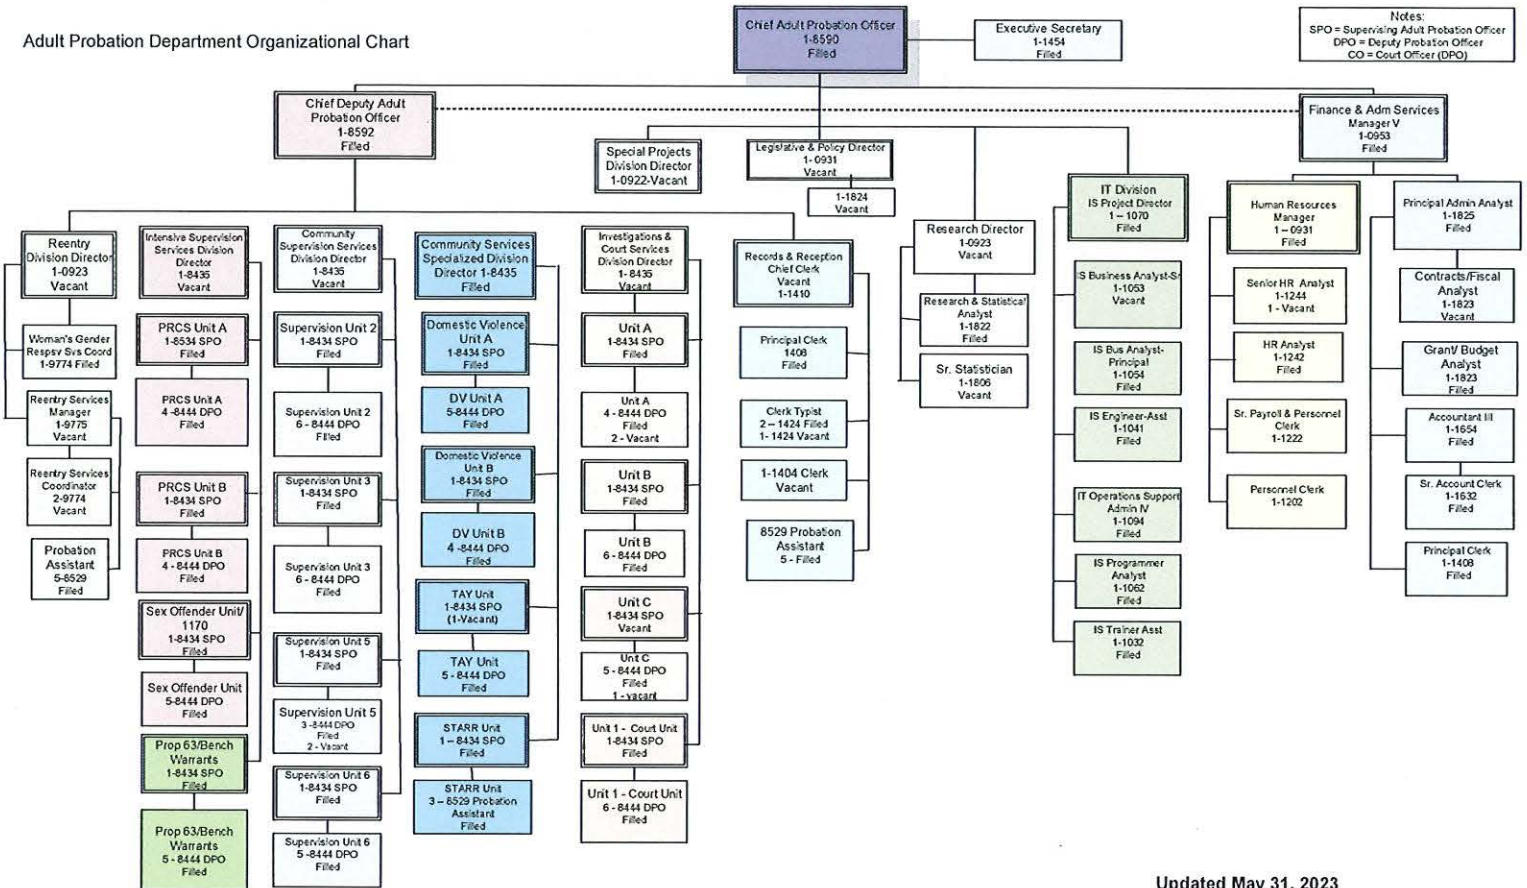 Adult Probation Department Organizational Chart
Chief Adult Probation Officer
1-8590
Filled
Executive Secretary
1-1454
Filled
Notes:
SPO = Supervising Adult Probation Officer
DPO = Deputy Probation Officer
CO = Court Officer (DPO)
Chief Deputy Adult
Probation Officer
1-8592
Filled
Finance & Adm Services
Manager V
1-0953
Filled
Special Projects
Division Director
1-0922-Vacant
Legislative & Policy Director
1- 0931
Vacant
1-1824
Vacant
Research Director
1-0923
Vacant
Research & Statistical
Analyst
1-1822
Filled
Sr. Statistician
1-1806
Vacant
IT Division
IS Project Director
1 – 1070
Filled
IS Business Analyst-Sr
1-1053
Vacant
IS Bus Analyst-
Principal
1-1054
Filled
IS Engineer-Asst
1-1041
Filled
IT Operations Support
Admin IV
1-1094
Filled
IS Programmer
Analyst
1-1062
Filled
IS Trainer Asst
1-1032
Filled
Human Resources
Manager
1 – 0931
Filled
Senior HR Analyst
1-1244
1 - Vacant
HR Analyst
1-1242
Filled
Sr. Payroll & Personnel
Clerk
1-1222
Personnel Clerk
1-1202
Principal Admin Analyst
1-1825
Filled
Contracts/Fiscal
Analyst
1-1823
Vacant
Grant/ Budget
Analyst
1-1823
Filled
Accountant III
1-1654
Filled
Sr. Account Clerk
1-1632
Filled
Principal Clerk
1-1408
Filled
Reentry
Division Director
1-0923
Vacant
Woman's Gender
Respsv Svs Coord
1-9774 Filled
Reentry Services
Manager
1-9775
Vacant
Reentry Services
Coordinator
2-9774
Vacant
Probation
Assistant
5-8529
Filled
Intensive Supervision
Services Division
Director
1-8435
Vacant
PRCS Unit A
1-8534 SPO
Filled
PRCS Unit A
4 -8444 DPO
Filled
PRCS Unit B
1-8434 SPO
Filled
PRCS Unit B
4 - 8444 DPO
Filled
Sex Offender Unit/
1170
1-8434 SPO
Filled
Sex Offender Unit
5-8444 DPO
Filled
Prop 63/Bench
Warrants
1-8434 SPO
Filled
Prop 63/Bench
Warrants
5 - 8444 DPO
Filled
Community
Supervision Services
Division Director
1-8435
Vacant
Supervision Unit 2
1-8434 SPO
Filled
Supervision Unit 2
6 - 8444 DPO
Filled
Supervision Unit 3
1-8434 SPO
Filled
Supervision Unit 3
6 - 8444 DPO
Filled
Supervision Unit 5
1-8434 SPO
Filled
Supervision Unit 5
3 -8444 DPO
Filled
2 - Vacant
Supervision Unit 6
1-8434 SPO
Filled
Supervision Unit 6
5 -8444 DPO
Filled
Community Services
Specialized Division
Director 1-8435
Filled
Domestic Violence
Unit A
1-8434 SPO
Filled
DV Unit A
5-8444 DPO
Filled
Domestic Violence
Unit B
1-8434 SPO
Filled
DV Unit B
4 -8444 DPO
Filled
TAY Unit
1-8434 SPO
(1-Vacant)
TAY Unit
5 - 8444 DPO
Filled
STARR Unit
1 – 8434 SPO
Filled
STARR Unit
3 – 8529 Probation
Assistant
Filled
Investigations &
Court Services
Division Director
1- 8435
Vacant
Unit A
1-8434 SPO
Filled
Unit A
4 - 8444 DPO
Filled
2 - Vacant
Unit B
1-8434 SPO
Filled
Unit B
6 - 8444 DPO
Filled
Unit C
1-8434 SPO
Vacant
Unit C
5 - 8444 DPO
Filled
1 - vacant
Unit 1 - Court Unit
1-8434 SPO
Filled
Unit 1 - Court Unit
6 - 8444 DPO
Filled
Records & Reception
Chief Clerk
Vacant
1-1410
Principal Clerk
1408
Filled
Clerk Typist
2 – 1424 Filled
1- 1424 Vacant
1-1404 Clerk
Vacant
8529 Probation
Assistant
5 - Filled
Updated May 31, 2023